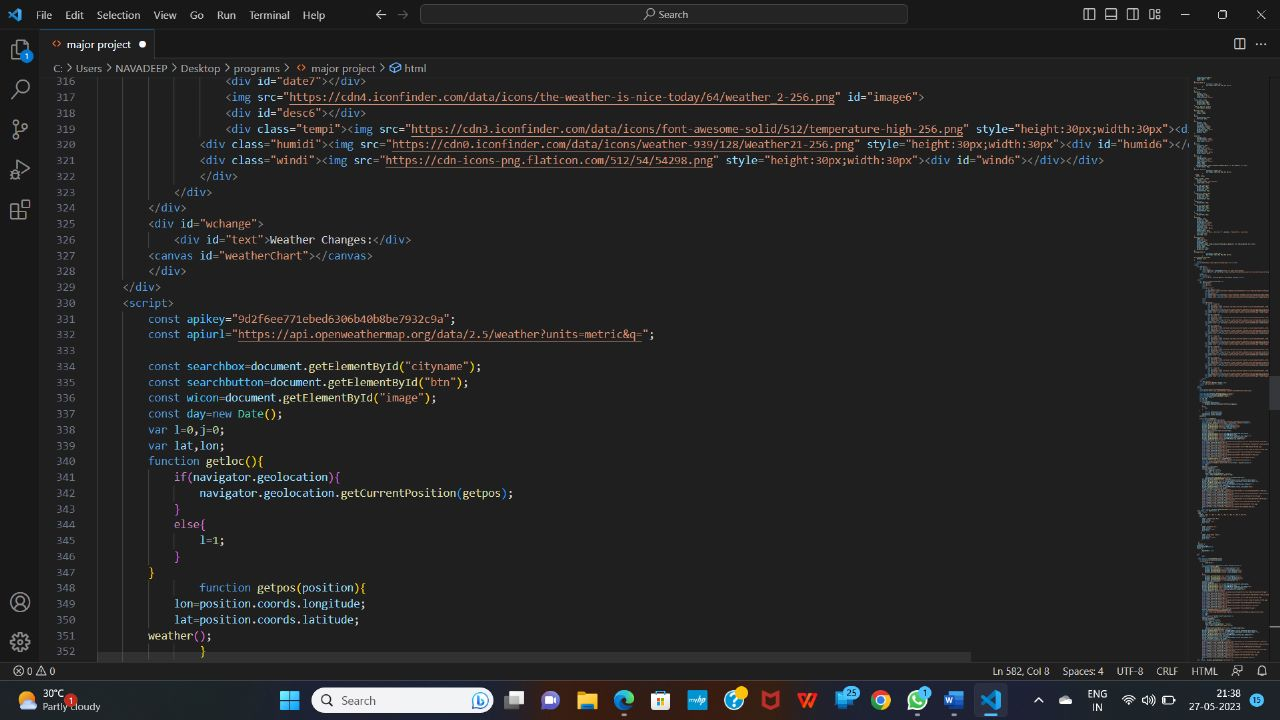 File Edit Selection View Go Run Terminal Help
Search
major project
C: > Users > NAVADEEP > Desktop > programs > major project > html
316 <div id="date7"></div>
317 <img src="https://cdn4.iconfinder.com/data/icons/the-weather-is-nice-today/64/weather_2-256.png" id="image6">
318 <div id="desc6"></div>
319 <div class="tempi"><img src="https://cdn3.iconfinder.com/data/icons/font-awesome-solid/512/temperature-high-256.png" style="height:30px;width:30px"><d
320 <div class="humidi"><img src="https://cdn0.iconfinder.com/data/icons/weather-939/128/Weather21-256.png" style="height:30px;width:30px"><div id="humid6"></
321 <div class="windi"><img src="https://cdn-icons-png.flaticon.com/512/54/54298.png" style="height:30px;width:30px"><div id="wind6"></div></div>
322 </div>
323 </div>
324 </div>
325 <div id="wchange">
326 <div id="text">Weather Changes:</div>
327 <canvas id="weatherChart"></canvas>
328 </div>
329 </div>
330 <script>
331 const apikey="9d2f6ee771ebed6306b40b8be7932c9a";
332 const apiurl="https://api.openweathermap.org/data/2.5/weather?units=metric&q=";
333
334 const searchbox=document.getElementById("cityname");
335 const searchbutton=document.getElementById("btn");
336 const wicon=document.getElementById("image");
337 const day=new Date();
338 var l=0,j=0;
339 var lat,lon;
340 function getloc(){
341 if(navigator.geolocation){
342 navigator.geolocation.getCurrentPosition(getpos);
343 }
344 else{
345 l=1;
346 }
347 }
348 function getpos(position){
349 lon=position.coords.longitude;
350 lat=position.coords.latitude;
351 weather();
352 }
0 0
Ln 582, Col 8 Spaces: 4 UTF-8 CRLF HTML
30°C
Partly cloudy
Search
ENG
IN
21:38
27-05-2023